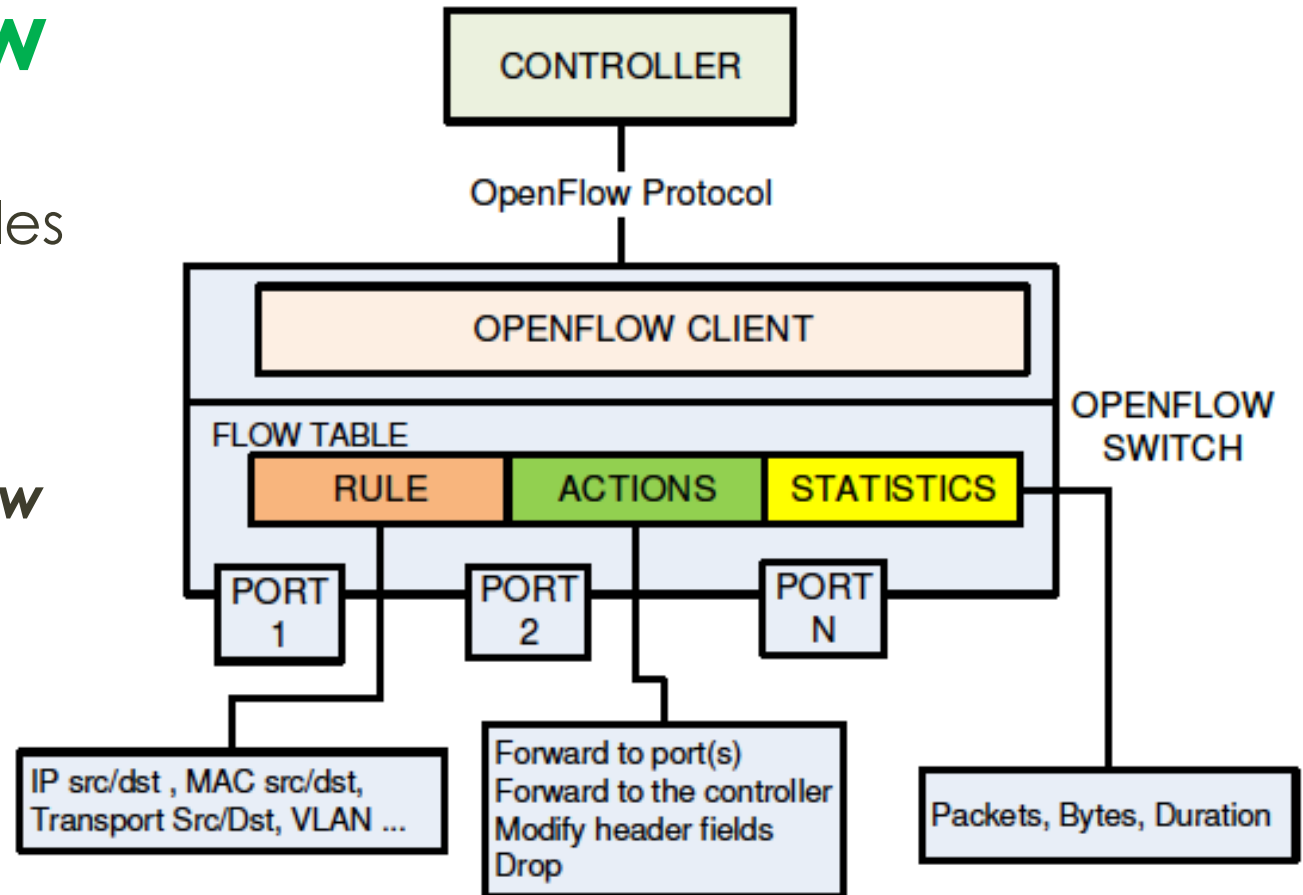 w
les
w
CONTROLLER
OpenFlow Protocol
OPENFLOW CLIENT
OPENFLOW
SWITCH
FLOW TABLE
RULE
ACTIONS
STATISTICS
PORT
1
PORT
2
PORT
N
IP src/dst , MAC src/dst,
Transport Src/Dst, VLAN ...
Forward to port(s)
Forward to the controller
Modify header fields
Drop
Packets, Bytes, Duration